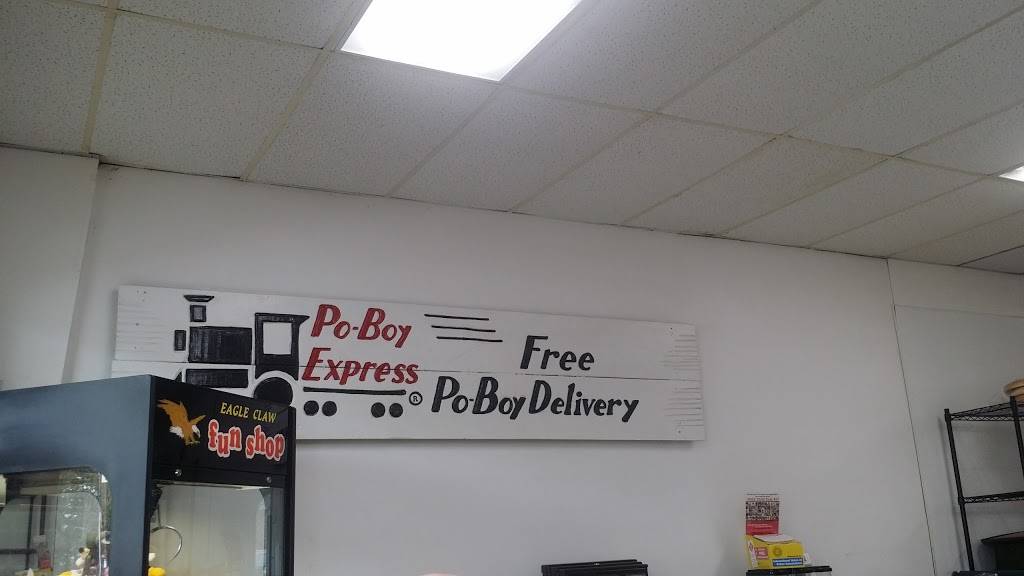 Po-Boy
Express
®
Free
Po-Boy Delivery
EAGLE CLAW
fun shop